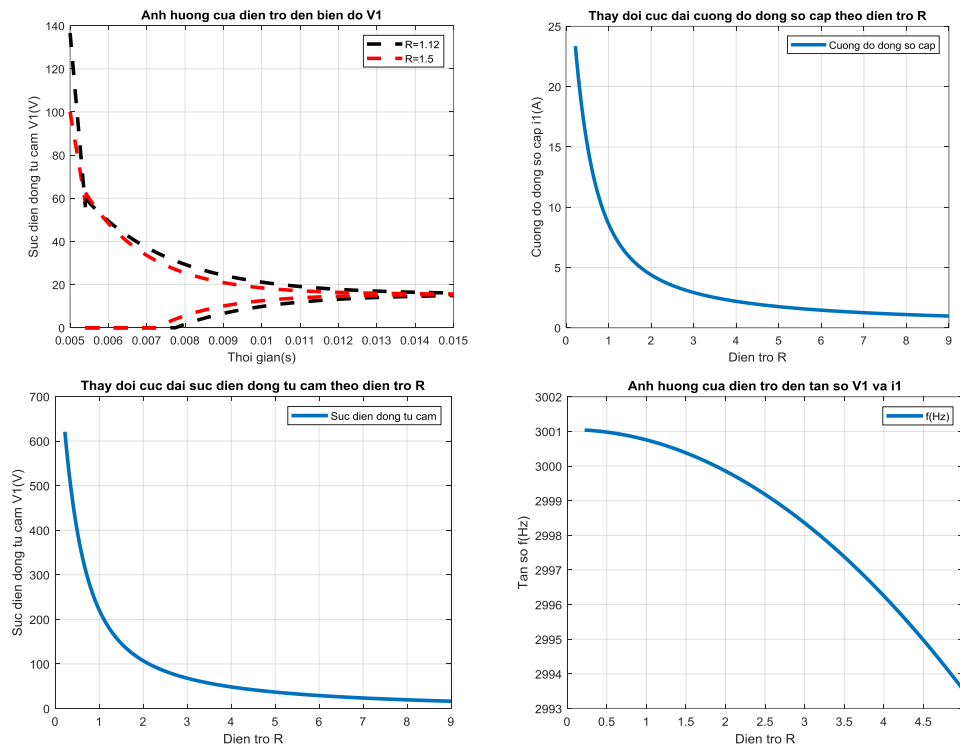 Anh huong cua dien tro den bien do V1
140
120
100
80
60
40
20
0
Suc dien dong tu cam V1(V)
R=1.12
R=1.5
0.005 0.006 0.007 0.008 0.009 0.01 0.011 0.012 0.013 0.014 0.015
Thoi gian(s)
Thay doi cuc dai cuong do dong so cap theo dien tro R
25
20
15
10
5
0
Cuong do dong so cap i1(A)
Cuong do dong so cap
0 1 2 3 4 5 6 7 8 9
Dien tro R
Thay doi cuc dai suc dien dong tu cam theo dien tro R
700
600
500
400
300
200
100
0
Suc dien dong tu cam V1(V)
Suc dien dong tu cam
0 1 2 3 4 5 6 7 8 9
Dien tro R
Anh huong cua dien tro den tan so V1 va i1
3002
3001
3000
2999
2998
2997
2996
2995
2994
2993
Tan so f(Hz)
f(Hz)
0 0.5 1 1.5 2 2.5 3 3.5 4 4.5
Dien tro R